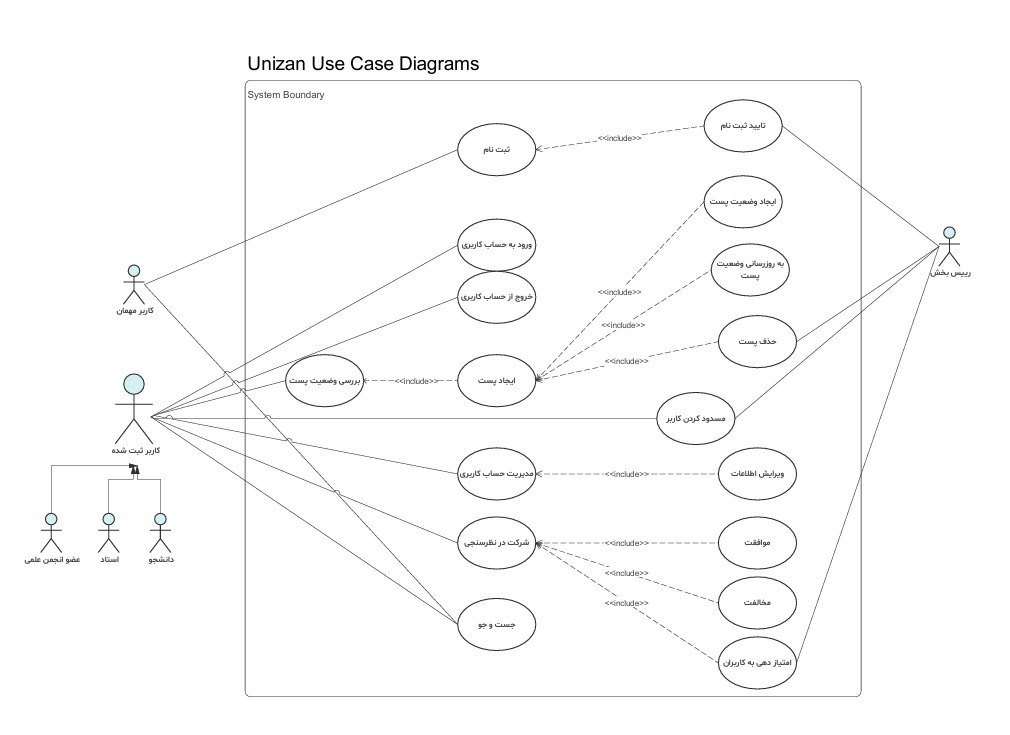 Unizan Use Case Diagrams
System Boundary
ثبت نام
<<include>>
تایید ثبت نام
ایجاد وضعیت پست
ورود به حساب کاربری
به روزرسانی وضعیت
پست
رییس بخش
کاربر مهمان
خروج از حساب کاربری
<<include>>
<<include>>
حذف پست
<<include>>
بررسی وضعیت پست
<<include>>
ایجاد پست
مسدود کردن کاربر
کاربر ثبت شده
مدیریت حساب کاربری
<<include>>
ویرایش اطلاعات
عضو انجمن علمی
استاد
دانشجو
شرکت در نظرسنجی
<<include>>
موافقت
<<include>>
مخالفت
<<include>>
جست و جو
امتیاز دهی به کاربران